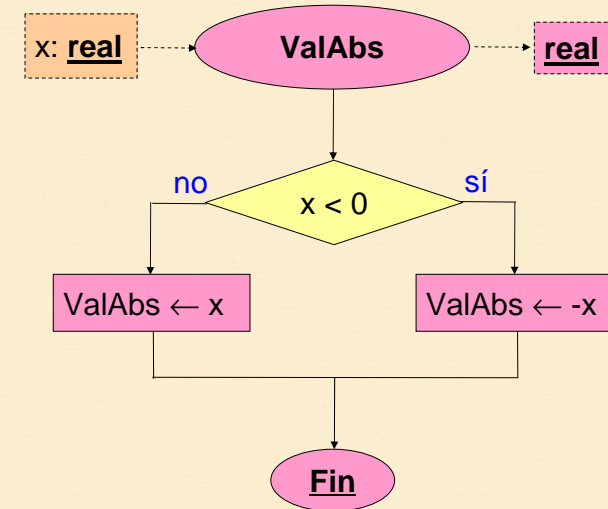 x: real
ValAbs
real
no
sí
x < 0
ValAbs ← x
ValAbs ← -x
Fin